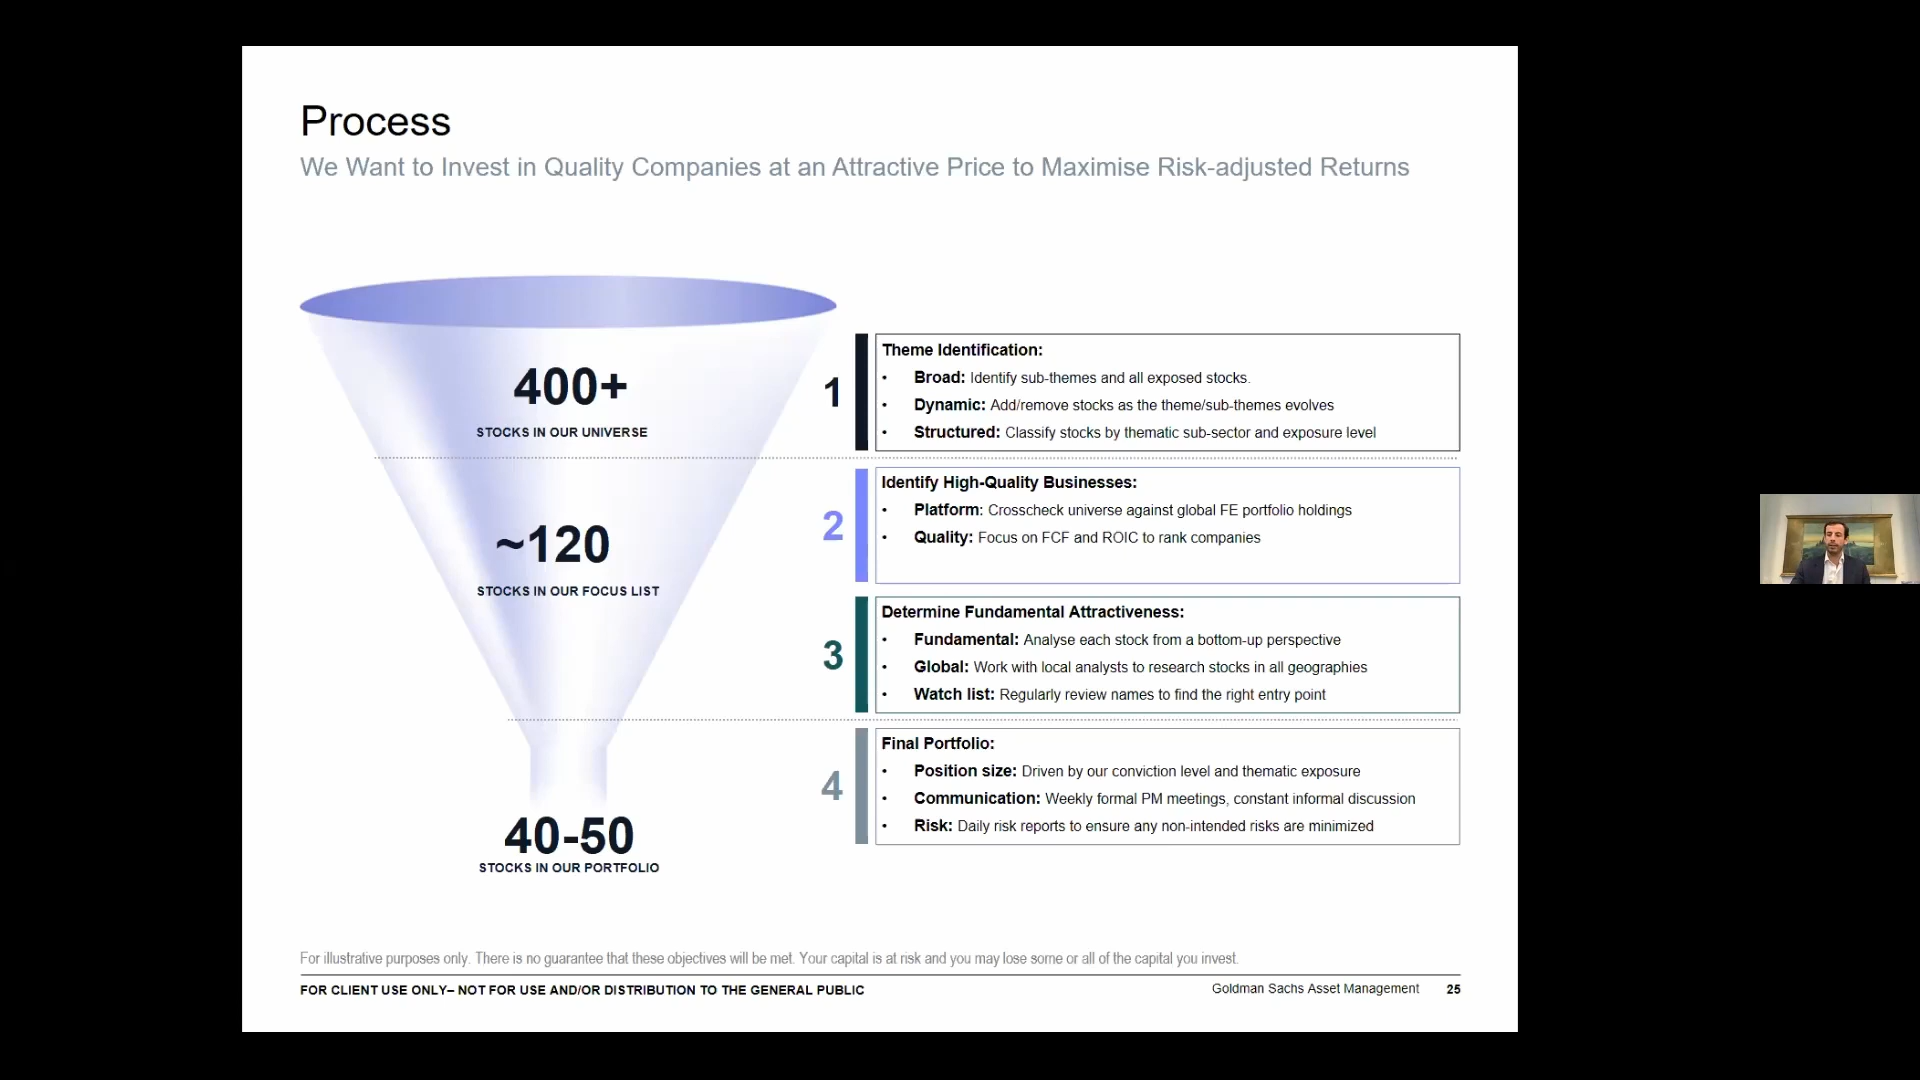 Process
We Want to Invest in Quality Companies at an Attractive Price to Maximise Risk-adjusted Returns
400+
STOCKS IN OUR UNIVERSE
1
Theme Identification:
• Broad: Identify sub-themes and all exposed stocks.
• Dynamic: Add/remove stocks as the theme/sub-themes evolves
• Structured: Classify stocks by thematic sub-sector and exposure level
~120
STOCKS IN OUR FOCUS LIST
2
Identify High-Quality Businesses:
• Platform: Crosscheck universe against global FE portfolio holdings
• Quality: Focus on FCF and ROIC to rank companies
3
Determine Fundamental Attractiveness:
• Fundamental: Analyse each stock from a bottom-up perspective
• Global: Work with local analysts to research stocks in all geographies
• Watch list: Regularly review names to find the right entry point
40-50
STOCKS IN OUR PORTFOLIO
4
Final Portfolio:
• Position size: Driven by our conviction level and thematic exposure
• Communication: Weekly formal PM meetings, constant informal discussion
• Risk: Daily risk reports to ensure any non-intended risks are minimized
For illustrative purposes only. There is no guarantee that these objectives will be met. Your capital is at risk and you may lose some or all of the capital you invest.
FOR CLIENT USE ONLY– NOT FOR USE AND/OR DISTRIBUTION TO THE GENERAL PUBLIC
Goldman Sachs Asset Management 25